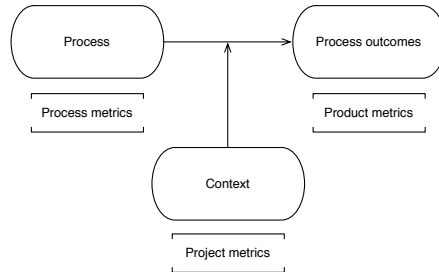 Process
Process outcomes
Process metrics
Product metrics
Context
Project metrics